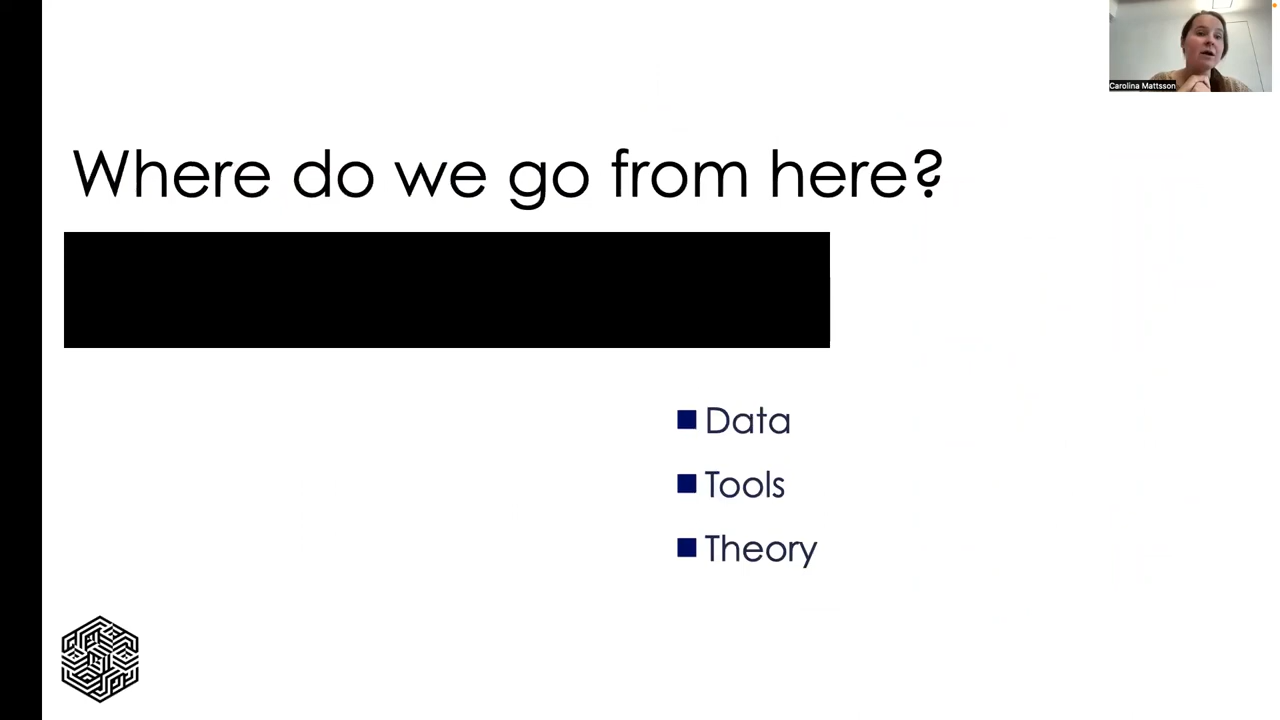 Carolina Mattsson
Where do we go from here?
Data
Tools
Theory